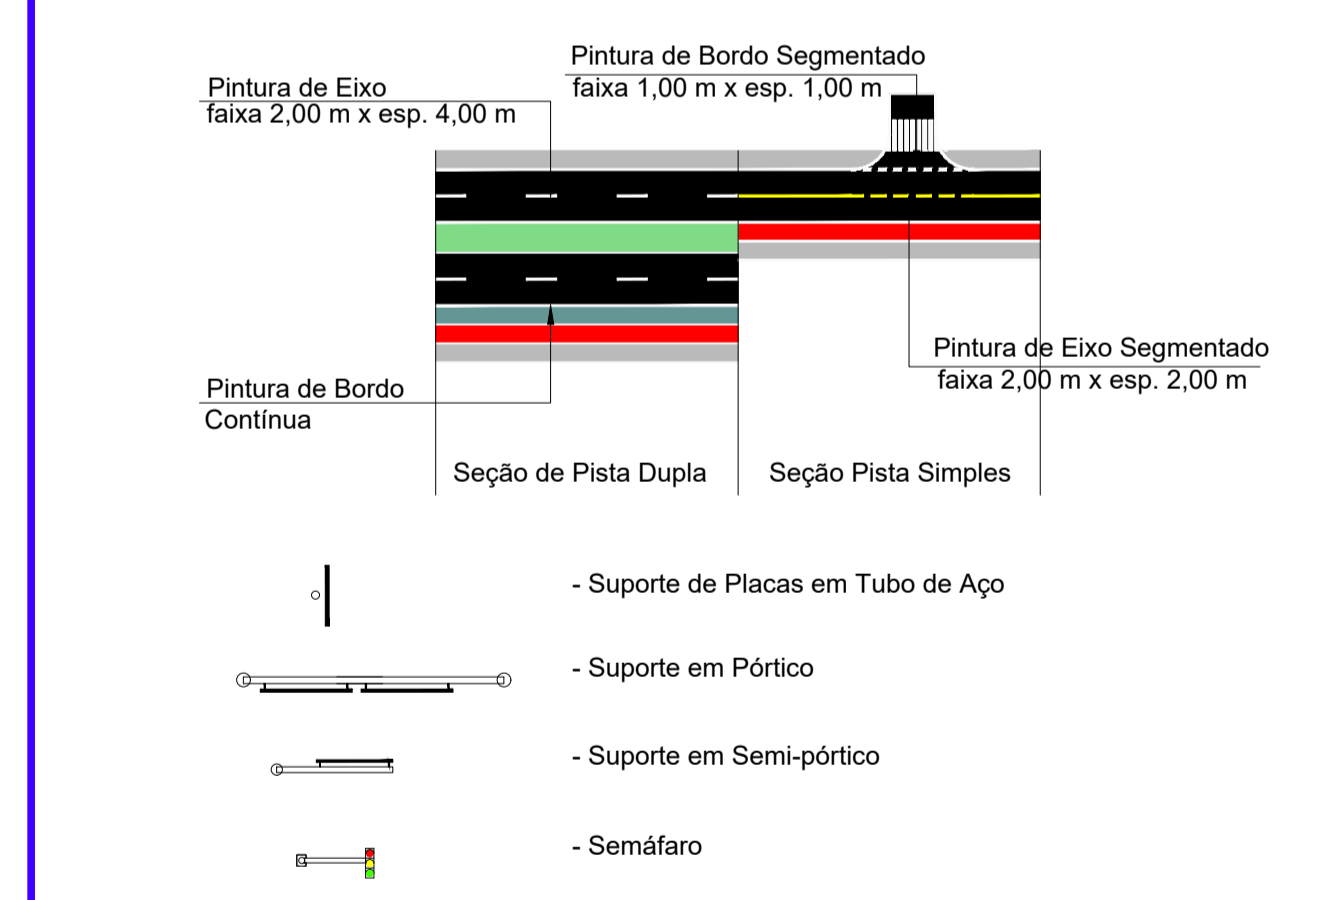 Pintura de Bordo Segmentado
faixa 1,00 m x esp. 1,00 m
Pintura de Eixo
faixa 2,00 m x esp. 4,00 m
Pintura de Eixo Segmentado
faixa 2,00 m x esp. 2,00 m
Pintura de Bordo
Contínua
Seção de Pista Dupla
Seção Pista Simples
- Suporte de Placas em Tubo de Aço
- Suporte em Pórtico
- Suporte em Semi-pórtico
- Semáfaro